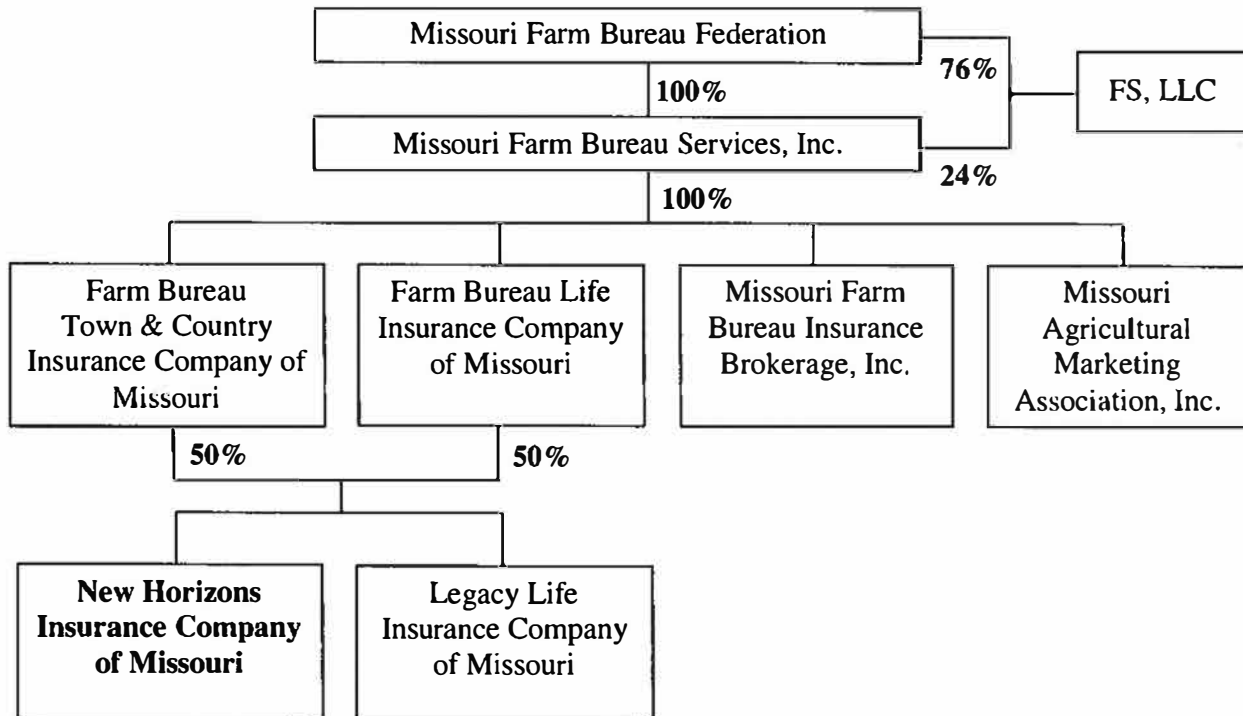 Missouri Farm Bureau Federation
76%
100%
FS, LLC
Missouri Farm Bureau Services, Inc.
24%
100%
Farm Bureau
Town & Country
Insurance Company of
Missouri
Farm Bureau Life
Insurance Company
of Missouri
Missouri Farm
Bureau Insurance
Brokerage, Inc.
Missouri
Agricultural
Marketing
Association, Inc.
50%
50%
New Horizons
Insurance Company
of Missouri
Legacy Life
Insurance Company
of Missouri